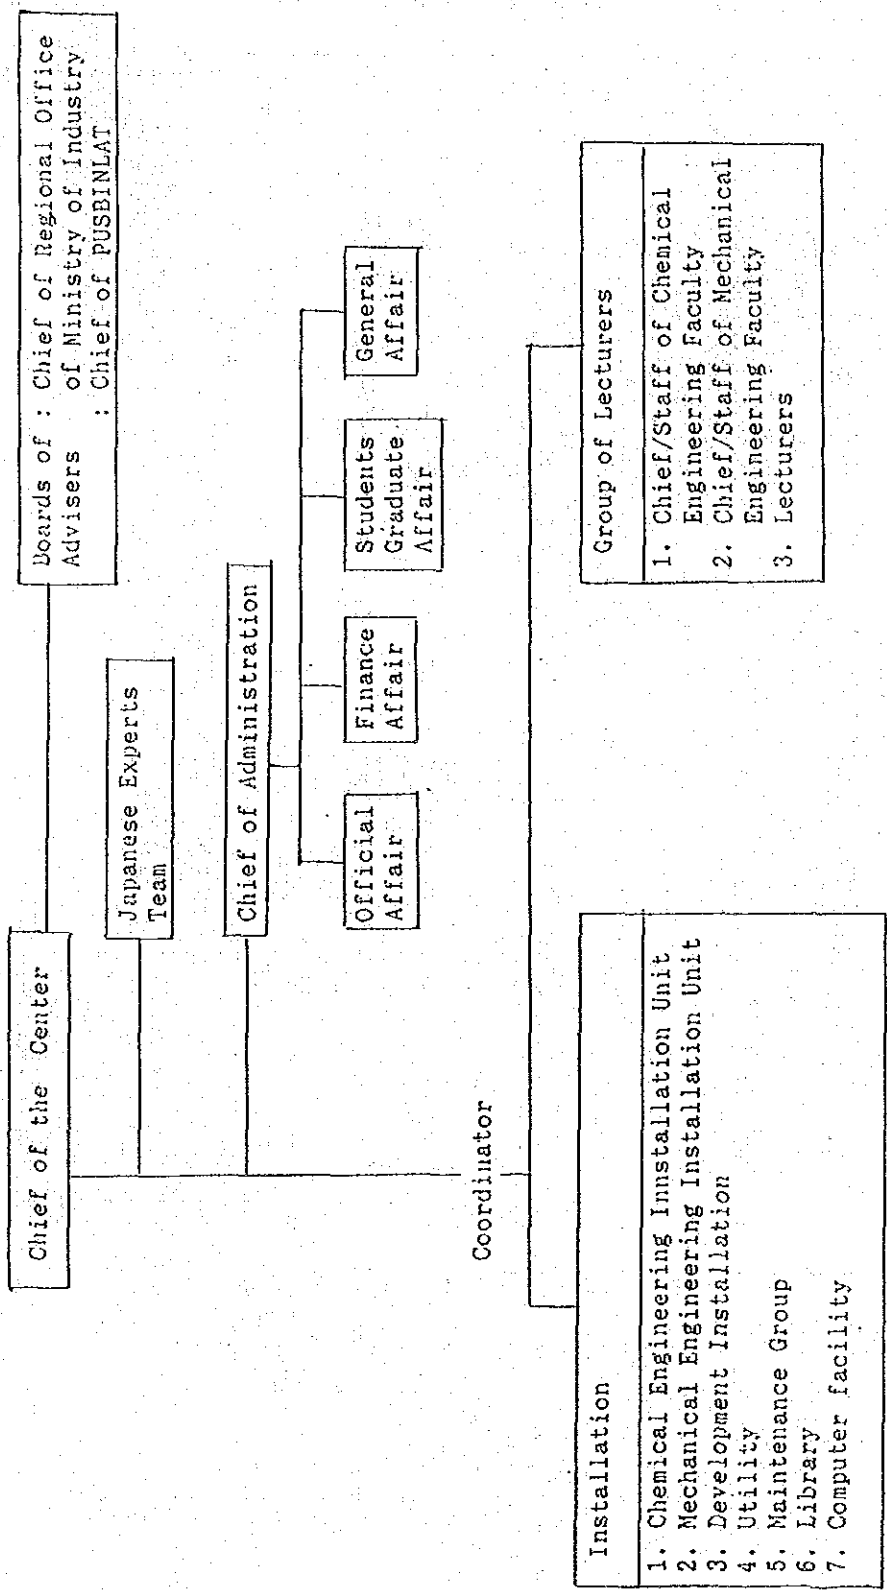 Chief of the Center
Boards of : Chief of Regional Office
Advisers of Ministry of Industry
: Chief of PUSBINLAT
Japanese Experts
Team
Chief of Administration
Official
Affair
Finance
Affair
Students
Graduate
Affair
General
Affair
Coordinator
Installation
1. Chemical Engineering Innstallation Unit
2. Mechanical Engineering Installation Unit
3. Development Installation
4. Utility
5. Maintenance Group
6. Library
7. Computer facility
Group of Lecturers
1. Chief/Staff of Chemical
Engineering Faculty
2. Chief/Staff of Mechanical
Engineering Faculty
3. Lecturers